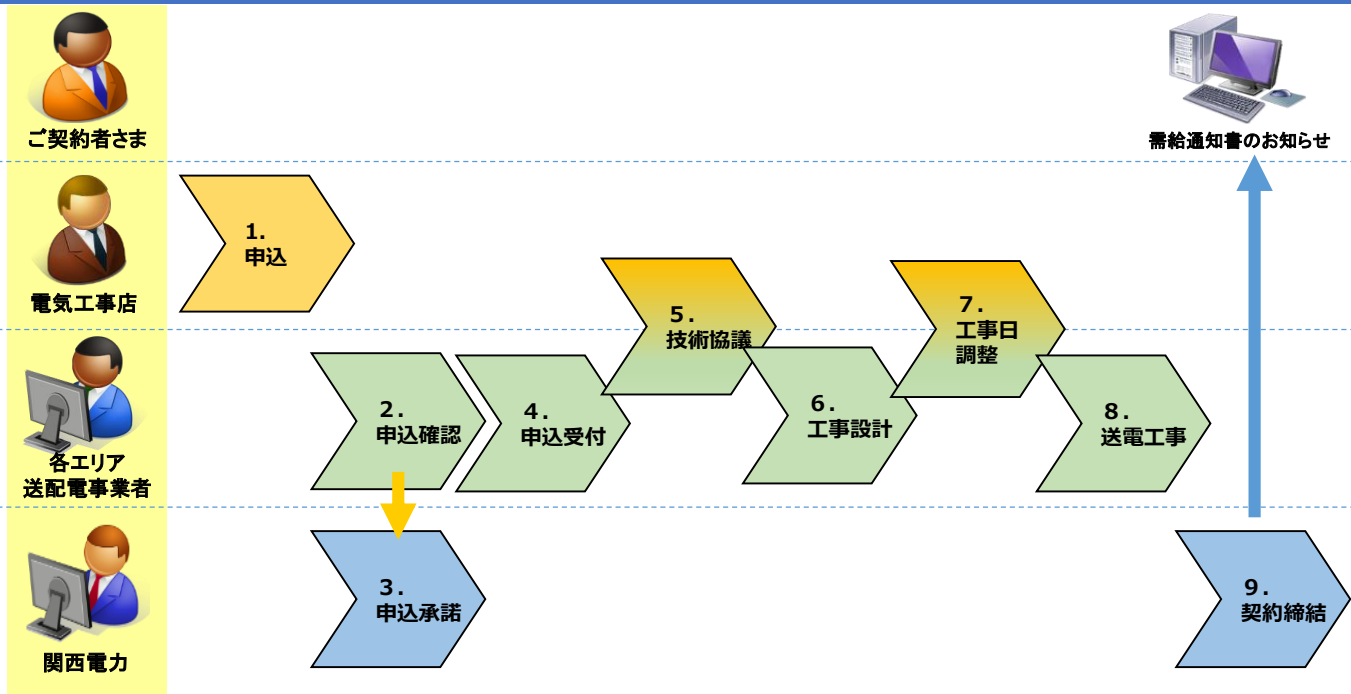 ご契約者さま
需給通知書のお知らせ
電気工事店
1.
申込
5.
技術協議
7.
工事日
調整
各エリア
送配電事業者
2.
申込確認
4.
申込受付
6.
工事設計
8.
送電工事
関西電力
3.
申込承諾
9.
契約締結